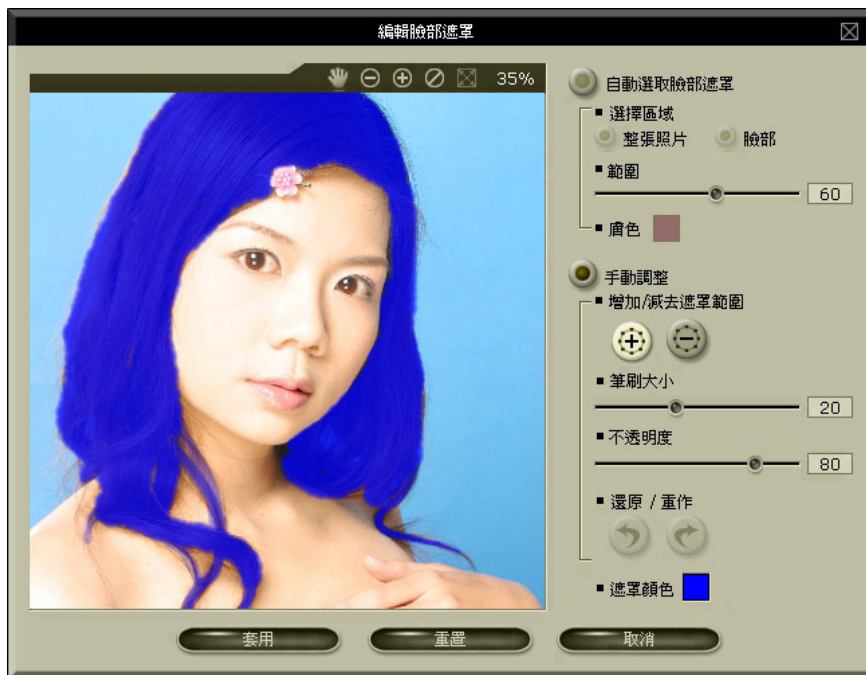 編輯臉部遮罩
35%
自動選取臉部遮罩
選擇區域
整張照片
臉部
範圍
60
膚色
手動調整
增加/減去遮罩範圍
筆刷大小
20
不透明度
80
還原 / 重作
遮罩顏色
套用
重置
取消